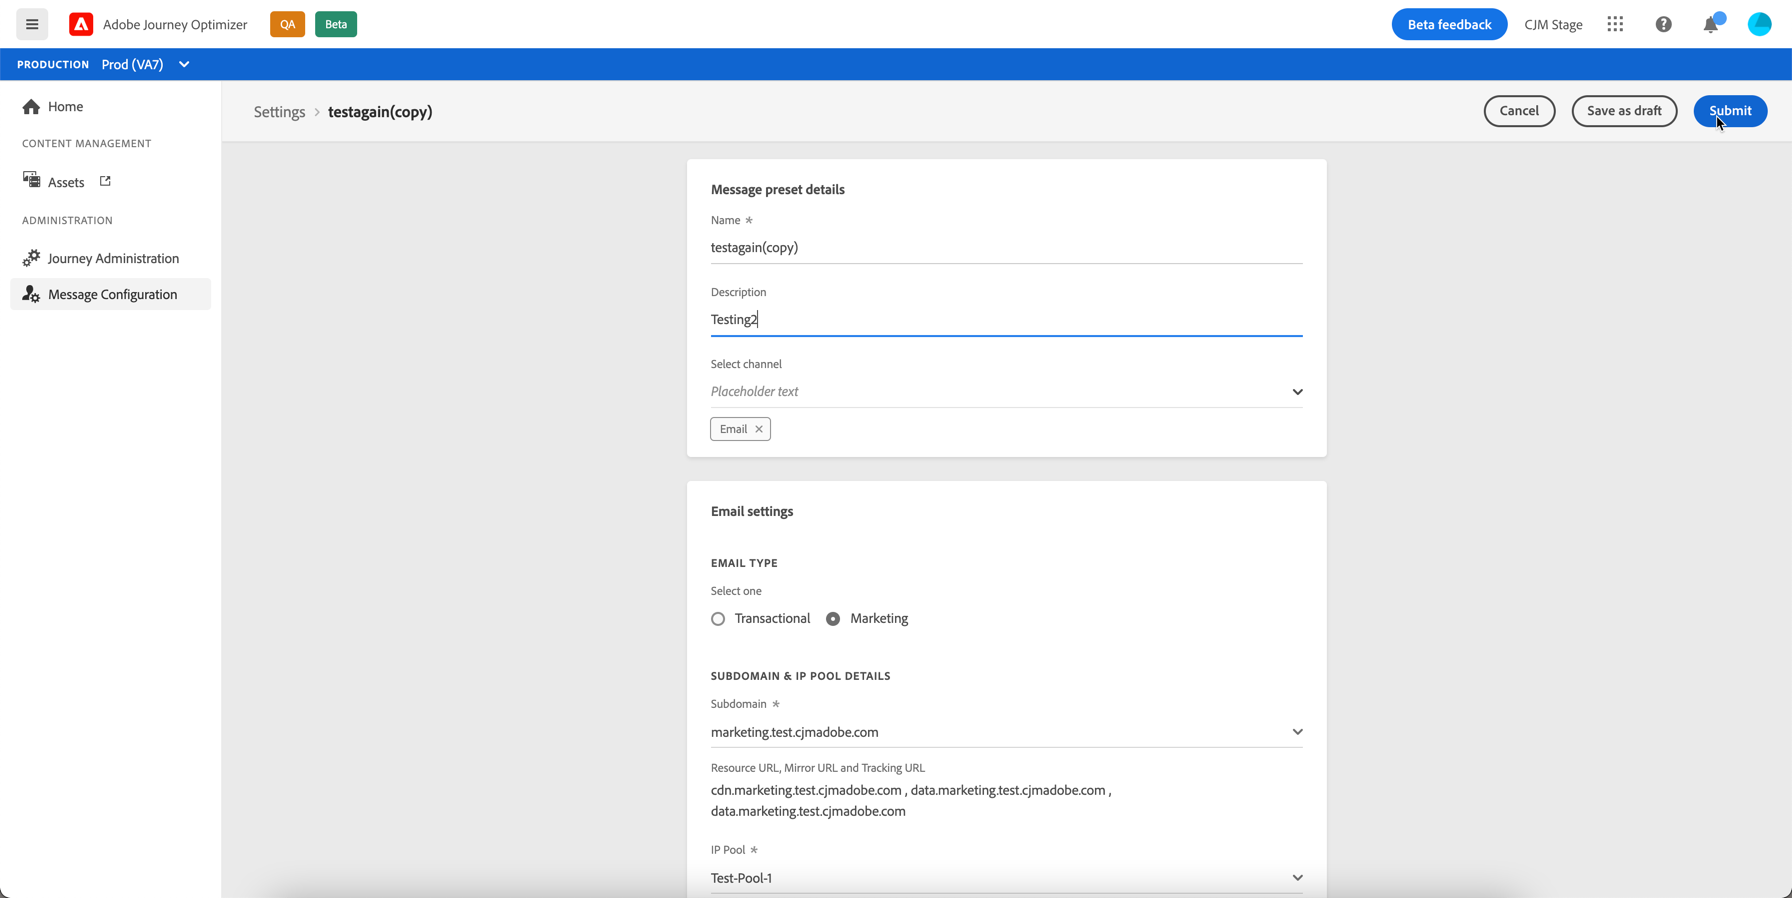 Adobe Journey Optimizer QA Beta Beta feedback CJM Stage
PRODUCTION Prod (VA7)
Home
CONTENT MANAGEMENT
Assets
ADMINISTRATION
Journey Administration
Message Configuration
Settings > testagain(copy)
Cancel Save as draft Submit
Message preset details
Name *
testagain(copy)
Description
Testing2
Select channel
Placeholder text
Email ×
Email settings
EMAIL TYPE
Select one
Transactional Marketing
SUBDOMAIN & IP POOL DETAILS
Subdomain *
marketing.test.cjmadobe.com
Resource URL, Mirror URL and Tracking URL
cdn.marketing.test.cjmadobe.com , data.marketing.test.cjmadobe.com ,
data.marketing.test.cjmadobe.com
IP Pool *
Test-Pool-1